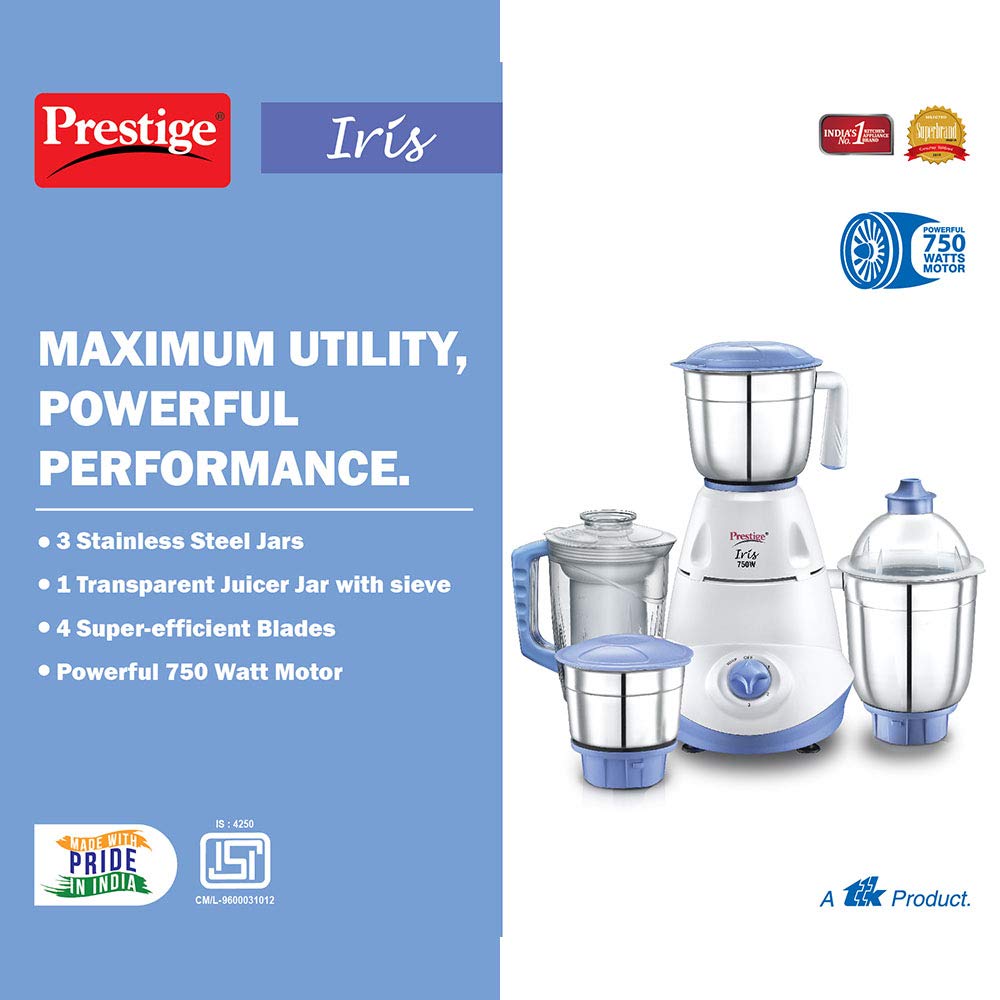 Prestige®
Iris
INDIA'S No. 1 KITCHEN APPLIANCE BRAND
SELECTED
Superbrand
2019
POWERFUL
750
WATTS
MOTOR
MAXIMUM UTILITY,
POWERFUL
PERFORMANCE.
• 3 Stainless Steel Jars
• 1 Transparent Juicer Jar with sieve
• 4 Super-efficient Blades
• Powerful 750 Watt Motor
Prestige®
Iris
750W
MADE WITH
PRIDE
IN INDIA
IS : 4250
ISI
CM/L-9600031012
A ttk Product.